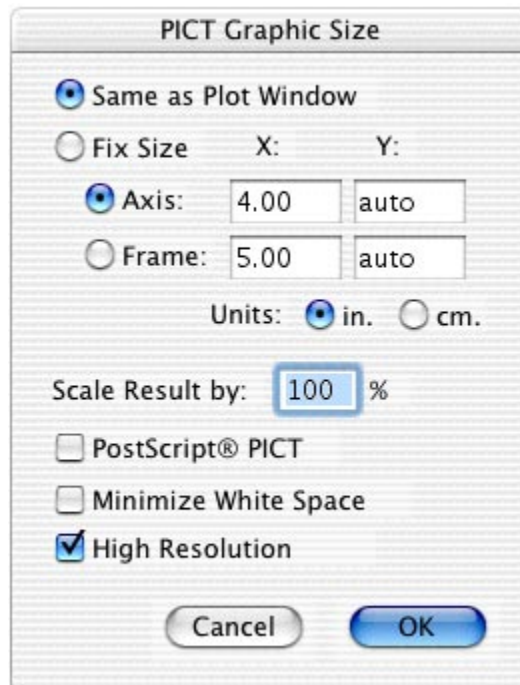 PICT Graphic Size
Same as Plot Window
Fix Size X: Y:
Axis: 4.00 auto
Frame: 5.00 auto
Units: in. cm.
Scale Result by: 100 %
PostScript® PICT
Minimize White Space
High Resolution
Cancel OK